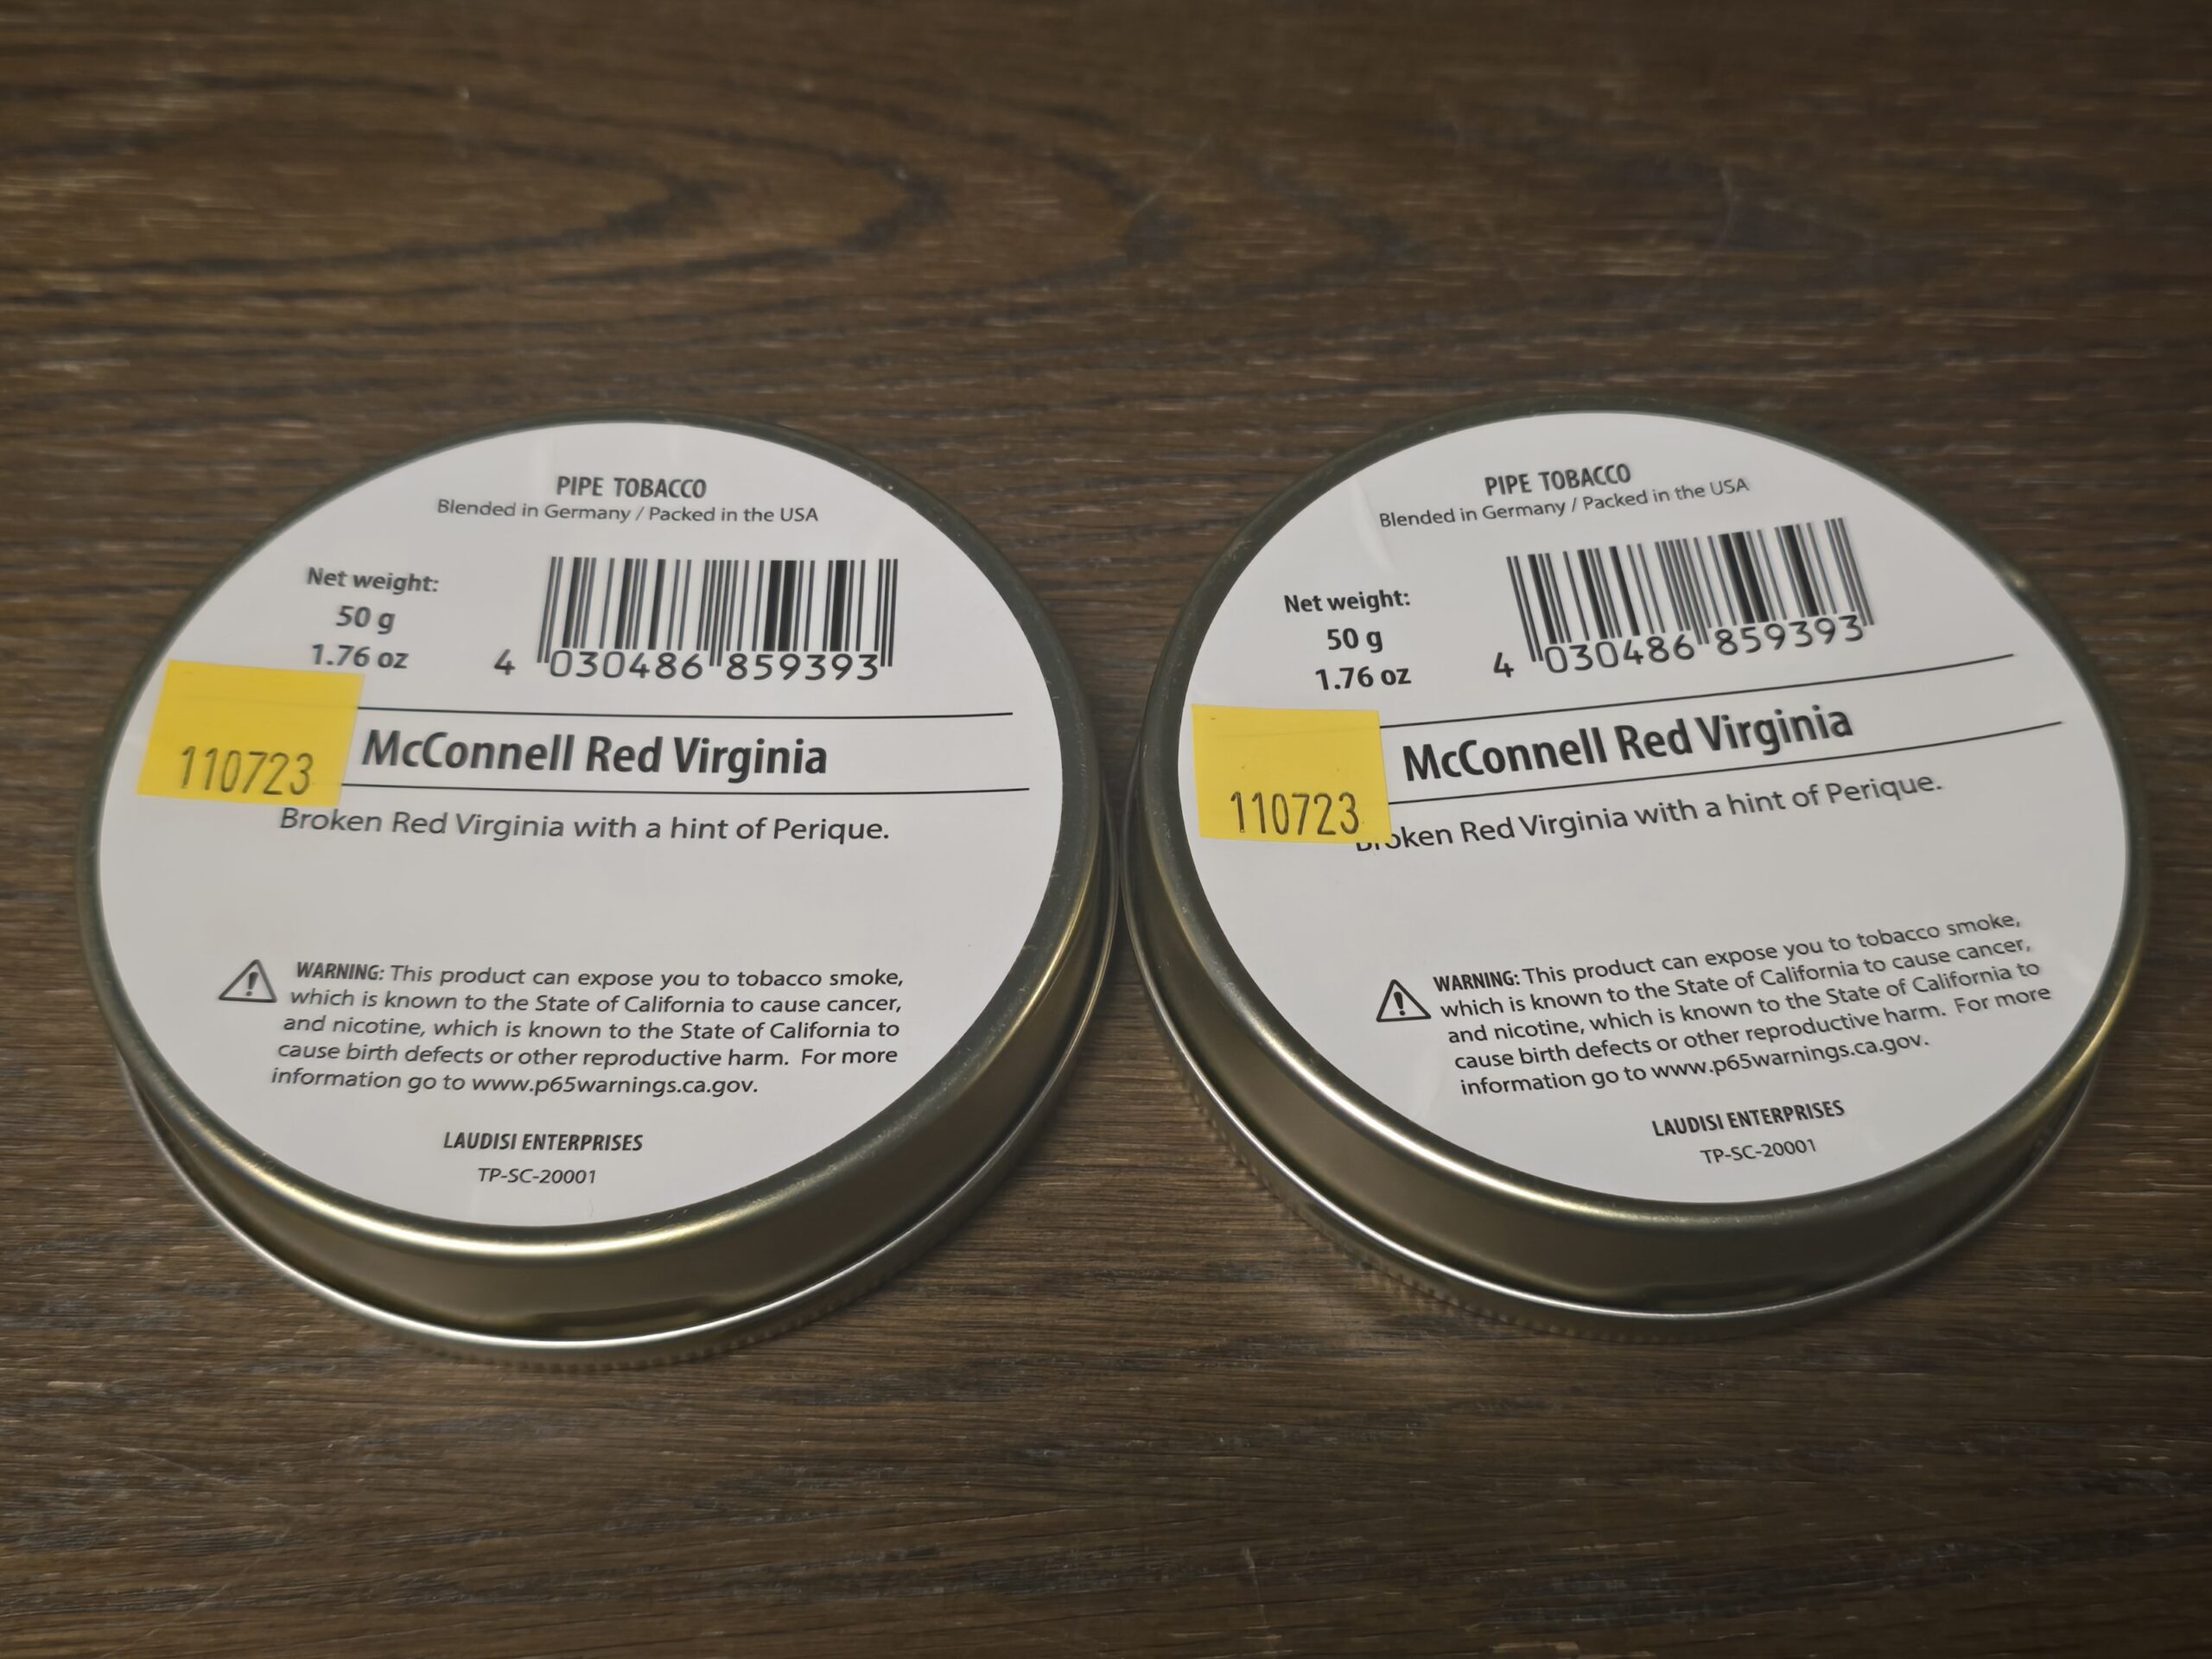 PIPE TOBACCO
Blended in Germany / Packed in the USA
Net weight:
50 g
1.76 oz
4 030486 859393
110723
McConnell Red Virginia
Broken Red Virginia with a hint of Perique.
WARNING: This product can expose you to tobacco smoke,
which is known to the State of California to cause cancer,
and nicotine, which is known to the State of California to
cause birth defects or other reproductive harm. For more
information go to www.p65warnings.ca.gov.
LAUDISI ENTERPRISES
TP-SC-20001
PIPE TOBACCO
Blended in Germany / Packed in the USA
Net weight:
50 g
1.76 oz
4 030486 859393
110723
McConnell Red Virginia
Broken Red Virginia with a hint of Perique.
WARNING: This product can expose you to tobacco smoke,
which is known to the State of California to cause cancer,
and nicotine, which is known to the State of California to
cause birth defects or other reproductive harm. For more
information go to www.p65warnings.ca.gov.
LAUDISI ENTERPRISES
TP-SC-20001